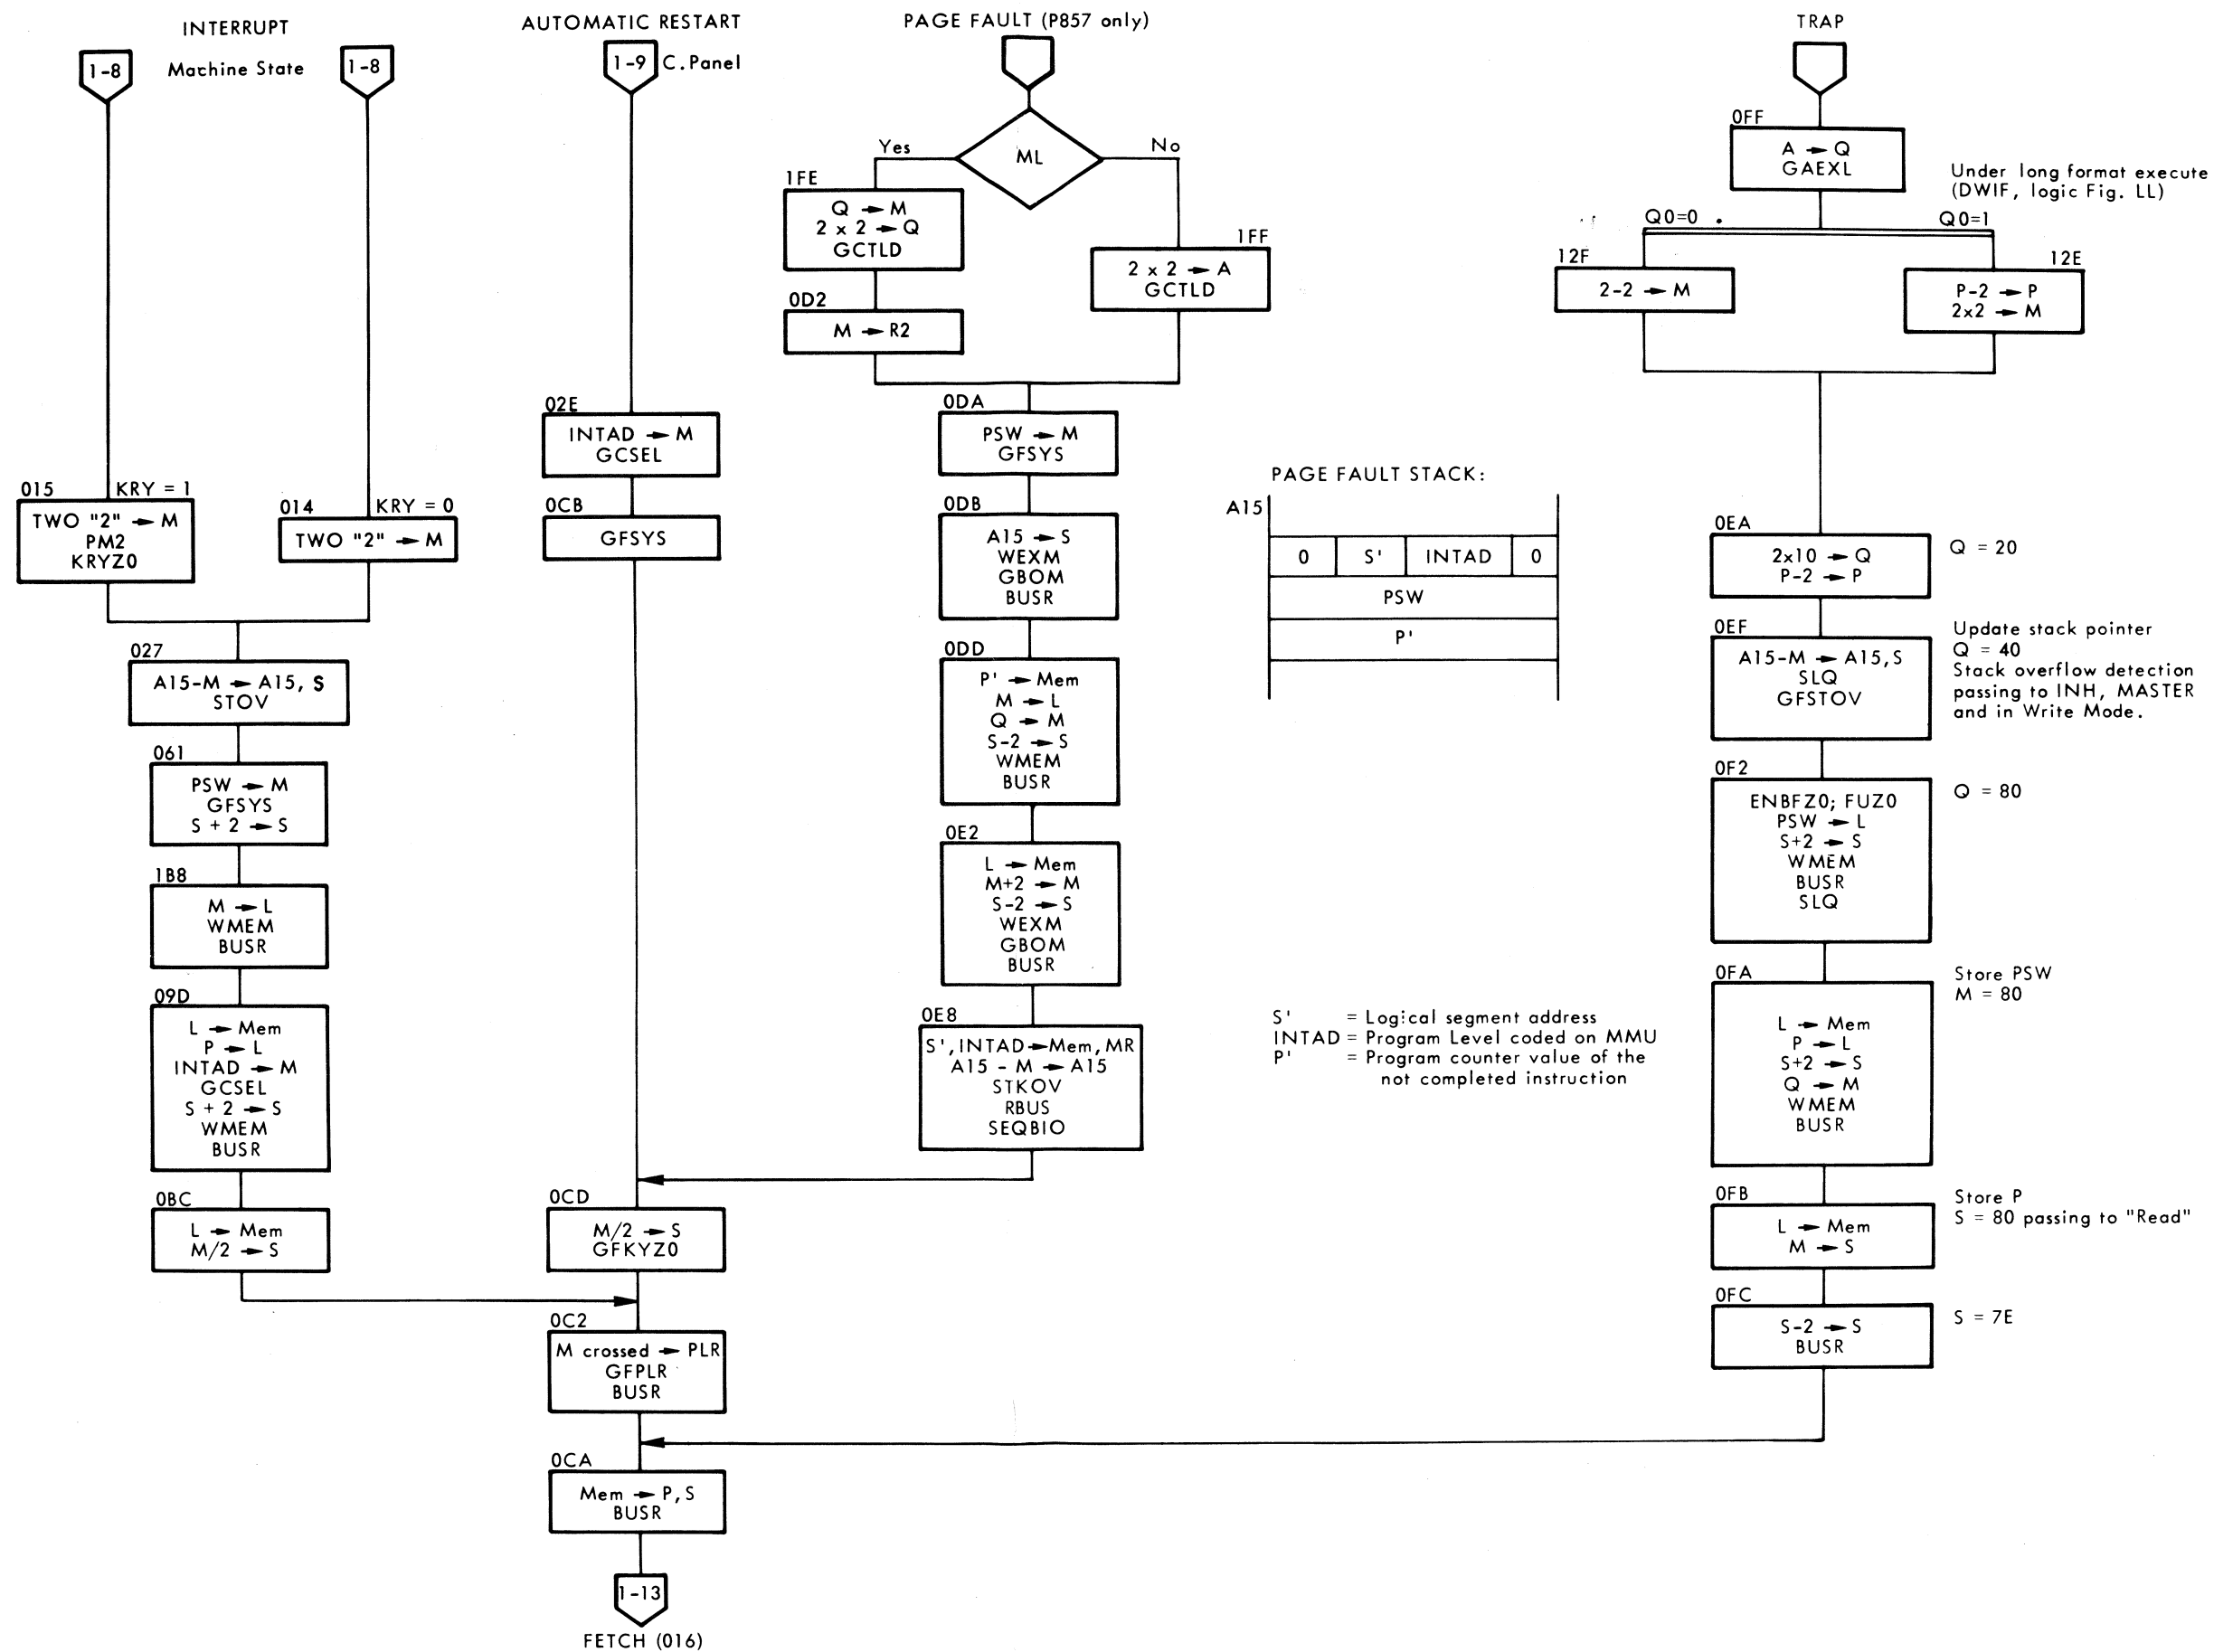 INTERRUPT
1-8
Machine State
1-8
015
KRY = 1
TWO "2" → M
PM2
KRYZ0
014
KRY = 0
TWO "2" → M
027
A15-M → A15, S
STOV
061
PSW → M
GFSYS
S + 2 → S
1B8
M → L
WMEM
BUSR
09D
L → Mem
P → L
INTAD → M
GCSEL
S + 2 → S
WMEM
BUSR
0BC
L → Mem
M/2 → S
AUTOMATIC RESTART
1-9
C.Panel
02E
INTAD → M
GCSEL
0CB
GFSYS
0CD
M/2 → S
GFKYZ0
0C2
M crossed → PLR
GFPLR
BUSR
0CA
Mem → P, S
BUSR
1-13
FETCH (016)
PAGE FAULT (P857 only)
ML
Yes
No
1FE
Q → M
2 x 2 → Q
GCTLD
0D2
M → R2
1FF
2 x 2 → A
GCTLD
0DA
PSW → M
GFSYS
0DB
A15 → S
WEXM
GBOM
BUSR
0DD
P' → Mem
M → L
Q → M
S-2 → S
WMEM
BUSR
0E2
L → Mem
M+2 → M
S-2 → S
WEXM
GBOM
BUSR
0E8
S', INTAD→Mem, MR
A15 - M → A15
STKOV
RBUS
SEQBIO
PAGE FAULT STACK:
A15
0 S' INTAD 0
PSW
P'
S' = Logical segment address
INTAD = Program Level coded on MMU
P' = Program counter value of the
not completed instruction
TRAP
0FF
A → Q
GAEXL
Under long format execute
(DWIF, logic Fig. LL)
Q0=0
Q0=1
12F
2-2 → M
12E
P-2 → P
2x2 → M
0EA
2x10 → Q
P-2 → P
Q = 20
0EF
A15-M → A15,S
SLQ
GFSTOV
Update stack pointer
Q = 40
Stack overflow detection
passing to INH, MASTER
and in Write Mode.
0F2
ENBFZ0; FUZ0
PSW → L
S+2 → S
WMEM
BUSR
SLQ
Q = 80
0FA
L → Mem
P → L
S+2 → S
Q → M
WMEM
BUSR
Store PSW
M = 80
0FB
L → Mem
M → S
Store P
S = 80 passing to "Read"
0FC
S-2 → S
BUSR
S = 7E